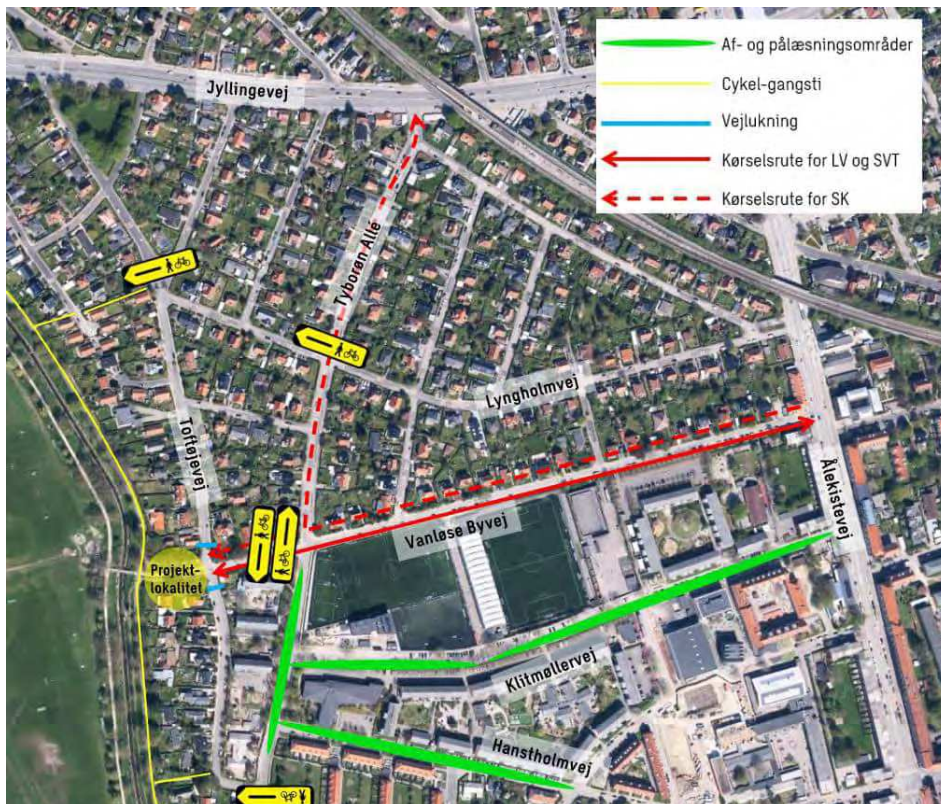 Af- og pålæsningsområder
Cykel-gangsti
Vejlukning
Kørselsrute for LV og SVT
Kørselsrute for SK
Jyllingevej
Tyborøn Alle
Lyngholmvej
Toftøjevej
Ålekistevej
Vanløse Byvej
Projekt-
lokalitet
Klitmøllervej
Hanstholmvej